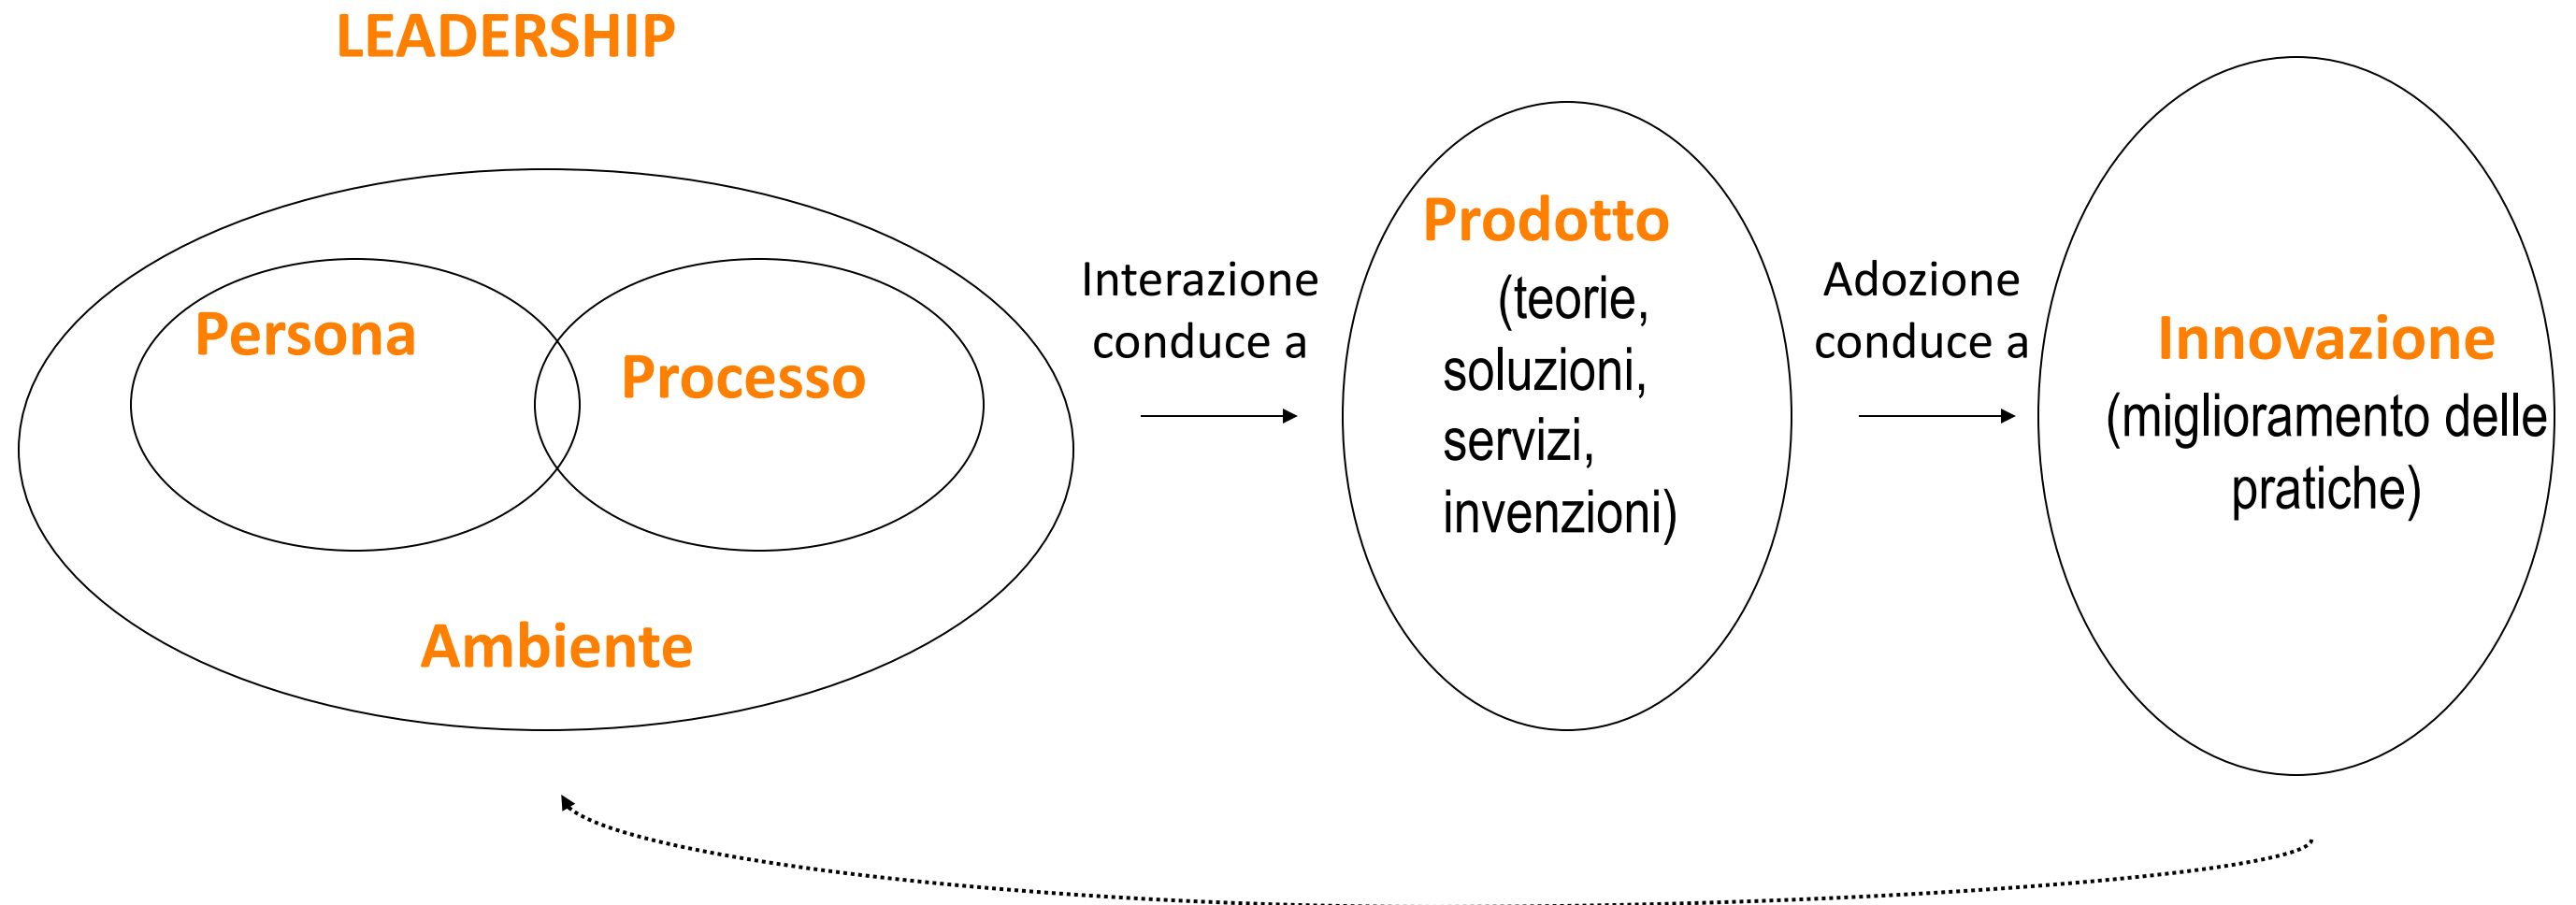 LEADERSHIP
Persona
Processo
Ambiente
Interazione
conduce a
Prodotto
(teorie,
soluzioni,
servizi,
invenzioni)
Adozione
conduce a
Innovazione
(miglioramento delle
pratiche)